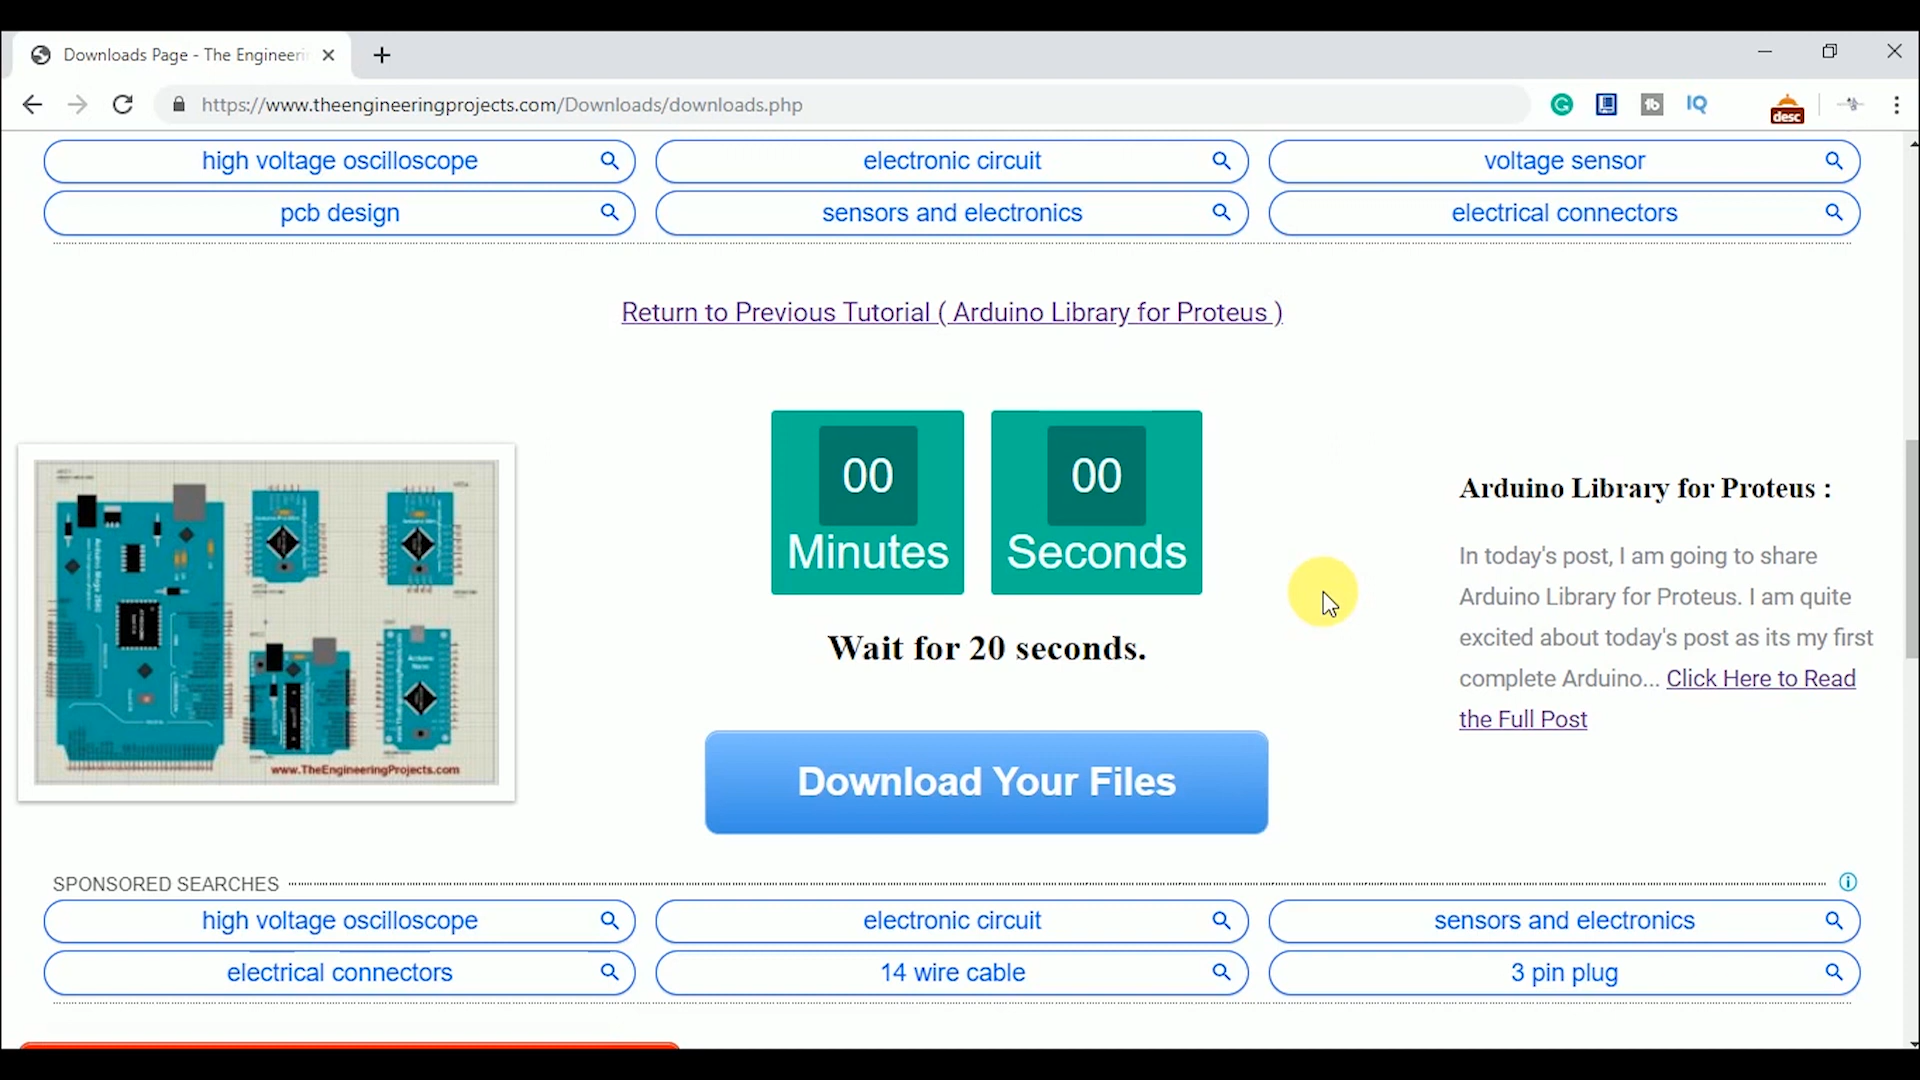 Downloads Page - The Engineeri
https://www.theengineeringprojects.com/Downloads/downloads.php
IQ
desc
high voltage oscilloscope
electronic circuit
voltage sensor
pcb design
sensors and electronics
electrical connectors
Return to Previous Tutorial ( Arduino Library for Proteus )
00
Minutes
00
Seconds
Wait for 20 seconds.
Download Your Files
www.TheEngineeringProjects.com
Arduino Library for Proteus :
In today's post, I am going to share
Arduino Library for Proteus. I am quite
excited about today's post as its my first
complete Arduino... Click Here to Read
the Full Post
SPONSORED SEARCHES
high voltage oscilloscope
electronic circuit
sensors and electronics
electrical connectors
14 wire cable
3 pin plug